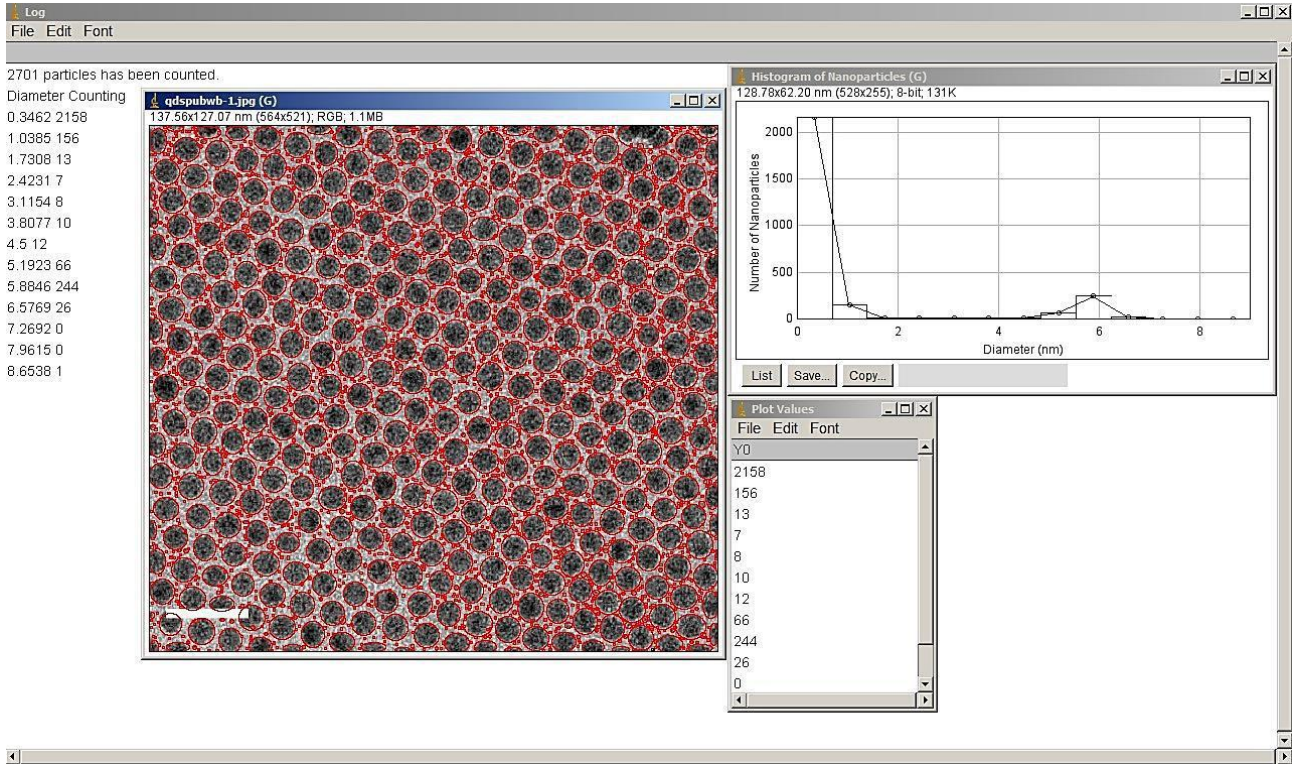 Log
File Edit Font
2701 particles has been counted.
Diameter Counting
0.3462 2158
1.0385 156
1.7308 13
2.4231 7
3.1154 8
3.8077 10
4.5 12
5.1923 66
5.8846 244
6.5769 26
7.2692 0
7.9615 0
8.6538 1
qdspubwb-1.jpg (G)
137.56x127.07 nm (564x521); RGB; 1.1MB
Histogram of Nanoparticles (G)
128.78x62.20 nm (528x255); 8-bit; 131K
Number of Nanoparticles
2000
1500
1000
500
0
0 2 4 6 8
Diameter (nm)
List Save... Copy...
Plot Values
File Edit Font
Y0
2158
156
13
7
8
10
12
66
244
26
0